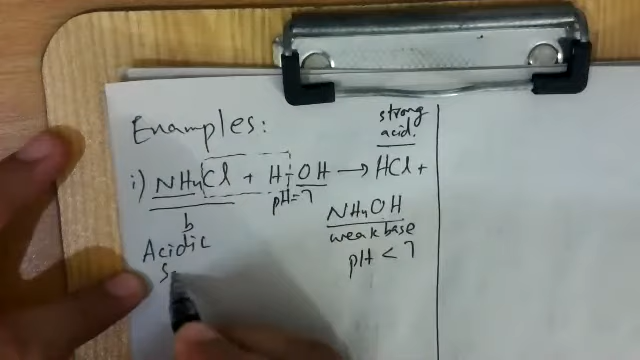 Examples:
strong
acid.
i) NH₄Cl + H-OH → HCl +
pH=7
NH₄OH
weak base
pH < 7
b
Acidic
S